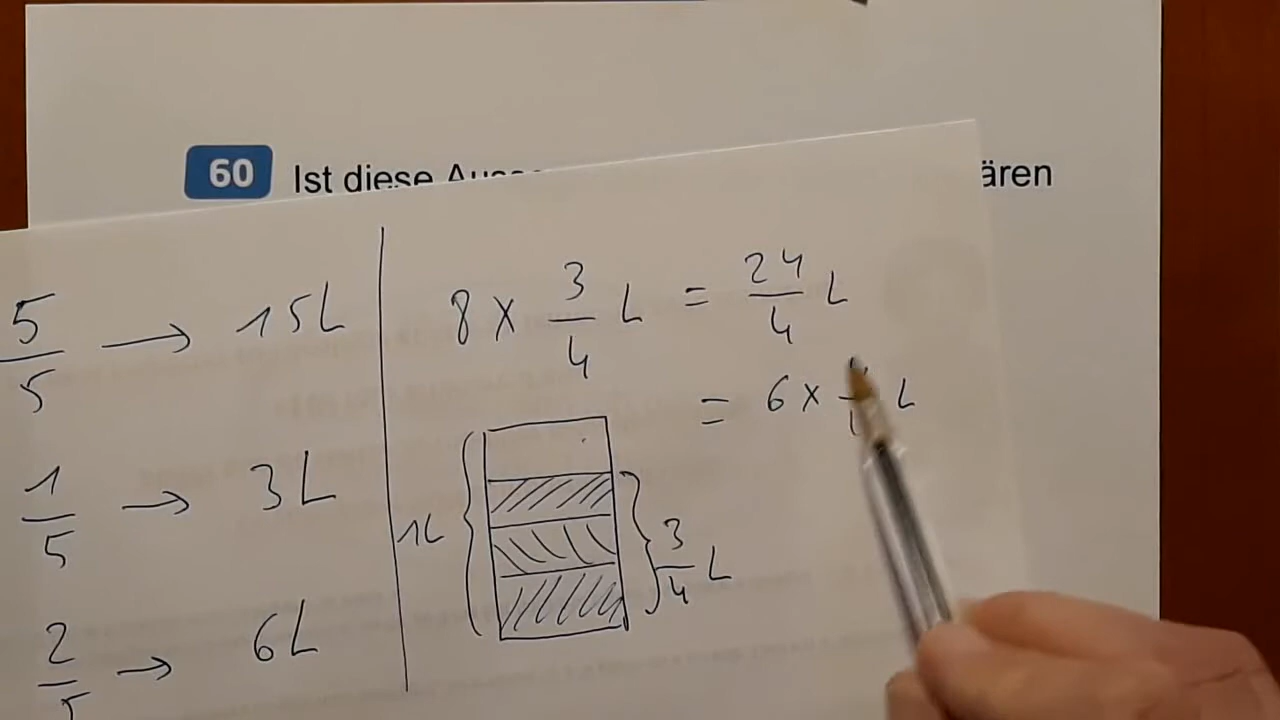 60 Ist diese
5/5 → 15L
1/5 → 3L
2/5 → 6L
8 x 3/4 L = 24/4 L
= 6 x L
1L
3/4 L